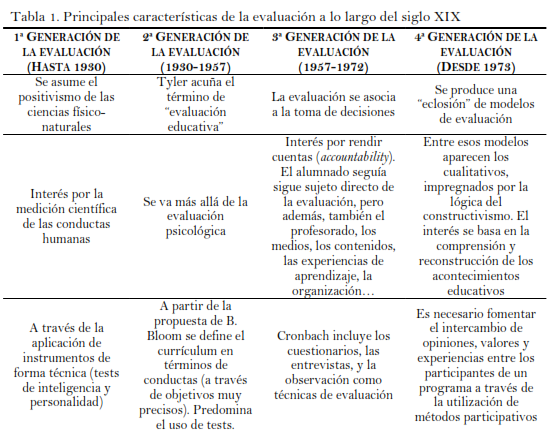 Tabla 1. Principales características de la evaluación a lo largo del siglo XIX
1ª GENERACIÓN DE
LA EVALUACIÓN
(HASTA 1930)
2ª GENERACIÓN DE
LA EVALUACIÓN
(1930-1957)
3ª GENERACIÓN DE LA
EVALUACIÓN
(1957-1972)
4ª GENERACIÓN DE LA
EVALUACIÓN
(DESDE 1973)
Se asume el
positivismo de las
ciencias físico-
naturales
Tyler acuña el
término de
“evaluación
educativa”
La evaluación se asocia
a la toma de decisiones
Se produce una
“eclosión” de modelos
de evaluación
Interés por la
medición científica
de las conductas
humanas
Se va más allá de la
evaluación
psicológica
Interés por rendir
cuentas (accountability).
El alumnado seguía
sigue sujeto directo de
la evaluación, pero
además, también el
profesorado, los
medios, los contenidos,
las experiencias de
aprendizaje, la
organización…
Entre esos modelos
aparecen los
cualitativos,
impregnados por la
lógica del
constructivismo. El
interés se basa en la
comprensión y
reconstrucción de los
acontecimientos
educativos
A través de la
aplicación de
instrumentos de
forma técnica (tests
de inteligencia y
personalidad)
A partir de la
propuesta de B.
Bloom se define el
currículum en
términos de
conductas (a través
de objetivos muy
precisos). Predomina
el uso de tests.
Cronbach incluye los
cuestionarios, las
entrevistas, y la
observación como
técnicas de evaluación
Es necesario fomentar
el intercambio de
opiniones, valores y
experiencias entre los
participantes de un
programa a través de
la utilización de
métodos participativos